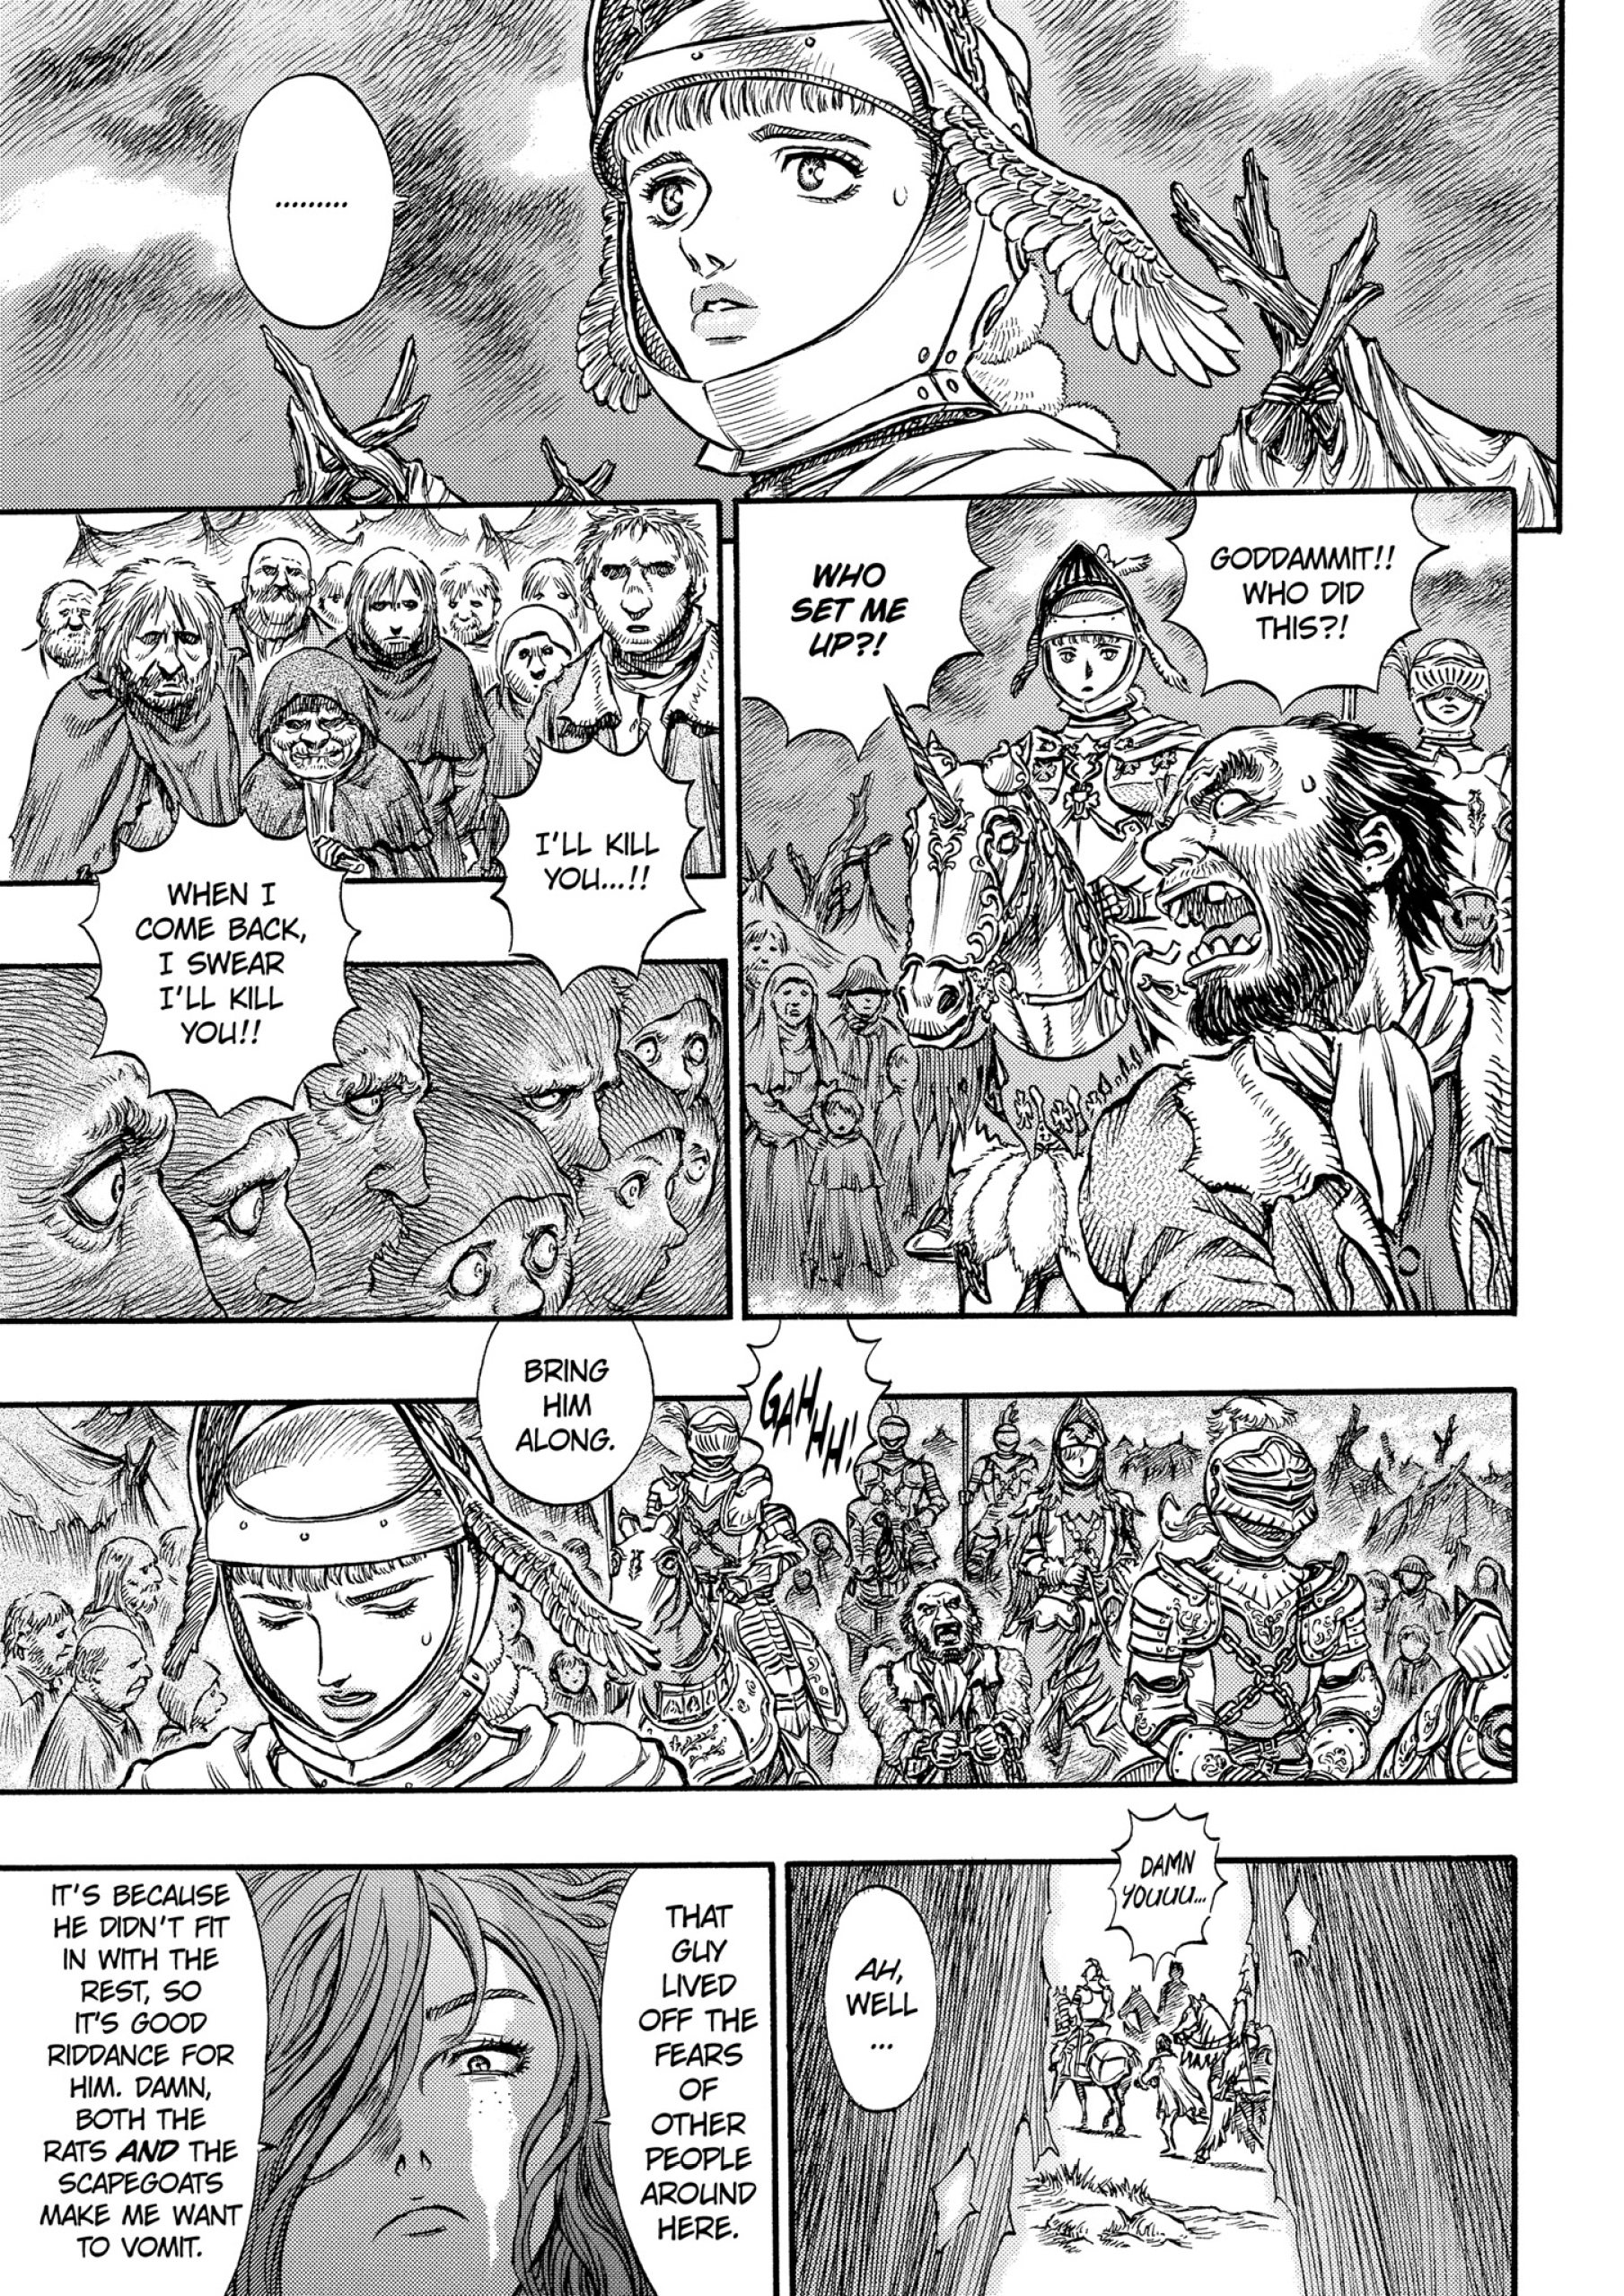 .........
GODDAMMIT!!
WHO DID
THIS?!
WHO
SET ME
UP?!
I'LL KILL
YOU...!!
WHEN I
COME BACK,
I SWEAR
I'LL KILL
YOU!!
GAHHHH!
BRING
HIM
ALONG.
DAMN
YOUUU...
AH,
WELL
...
THAT
GUY
LIVED
OFF THE
FEARS
OF
OTHER
PEOPLE
AROUND
HERE.
IT'S BECAUSE
HE DIDN'T FIT
IN WITH THE
REST, SO
IT'S GOOD
RIDDANCE FOR
HIM. DAMN,
BOTH THE
RATS AND THE
SCAPEGOATS
MAKE ME WANT
TO VOMIT.